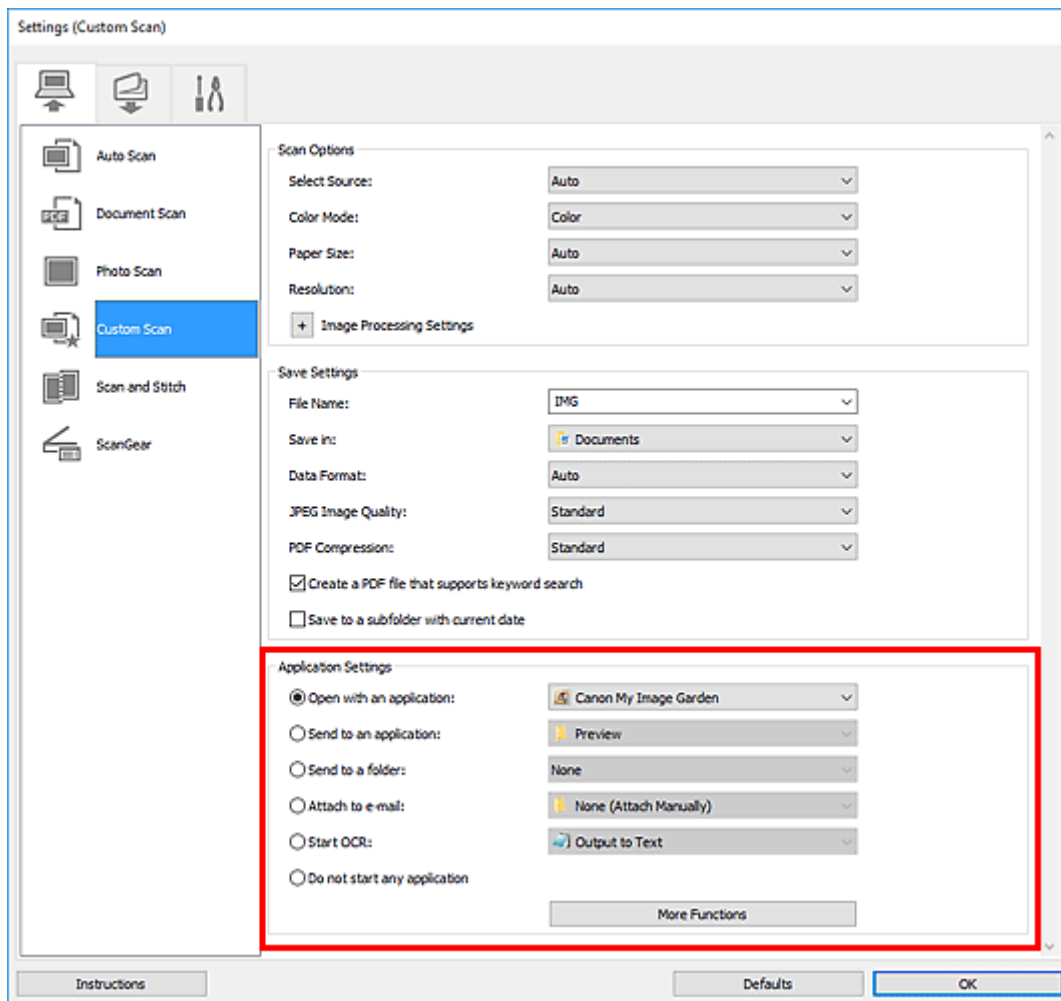 Settings (Custom Scan)
Auto Scan
Document Scan
Photo Scan
Custom Scan
Scan and Stitch
ScanGear
Scan Options
Select Source: Auto
Color Mode: Color
Paper Size: Auto
Resolution: Auto
+ Image Processing Settings
Save Settings
File Name: IMG
Save in: Documents
Data Format: Auto
JPEG Image Quality: Standard
PDF Compression: Standard
Create a PDF file that supports keyword search
Save to a subfolder with current date
Application Settings
Open with an application: Canon My Image Garden
Send to an application: Preview
Send to a folder: None
Attach to e-mail: None (Attach Manually)
Start OCR: Output to Text
Do not start any application
More Functions
Instructions Defaults OK